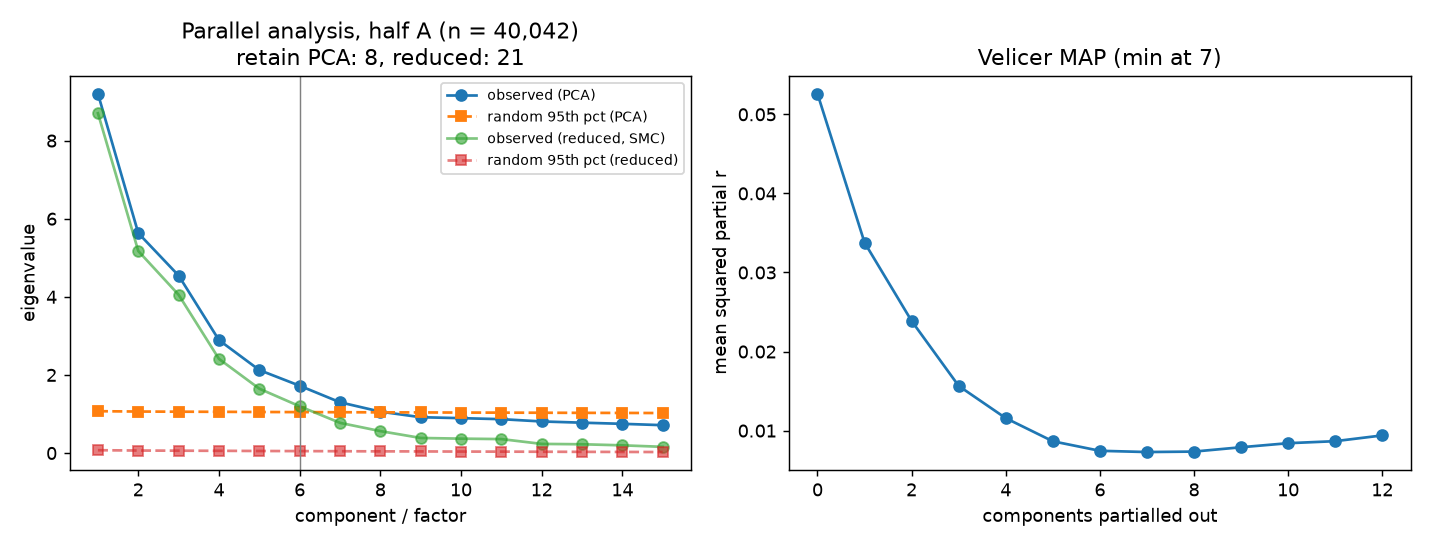 Parallel analysis, half A (n = 40,042)
retain PCA: 8, reduced: 21
observed (PCA)
random 95th pct (PCA)
observed (reduced, SMC)
random 95th pct (reduced)
eigenvalue
8
6
4
2
0
2 4 6 8 10 12 14
component / factor
Velicer MAP (min at 7)
mean squared partial r
0.05
0.04
0.03
0.02
0.01
0 2 4 6 8 10 12
components partialled out